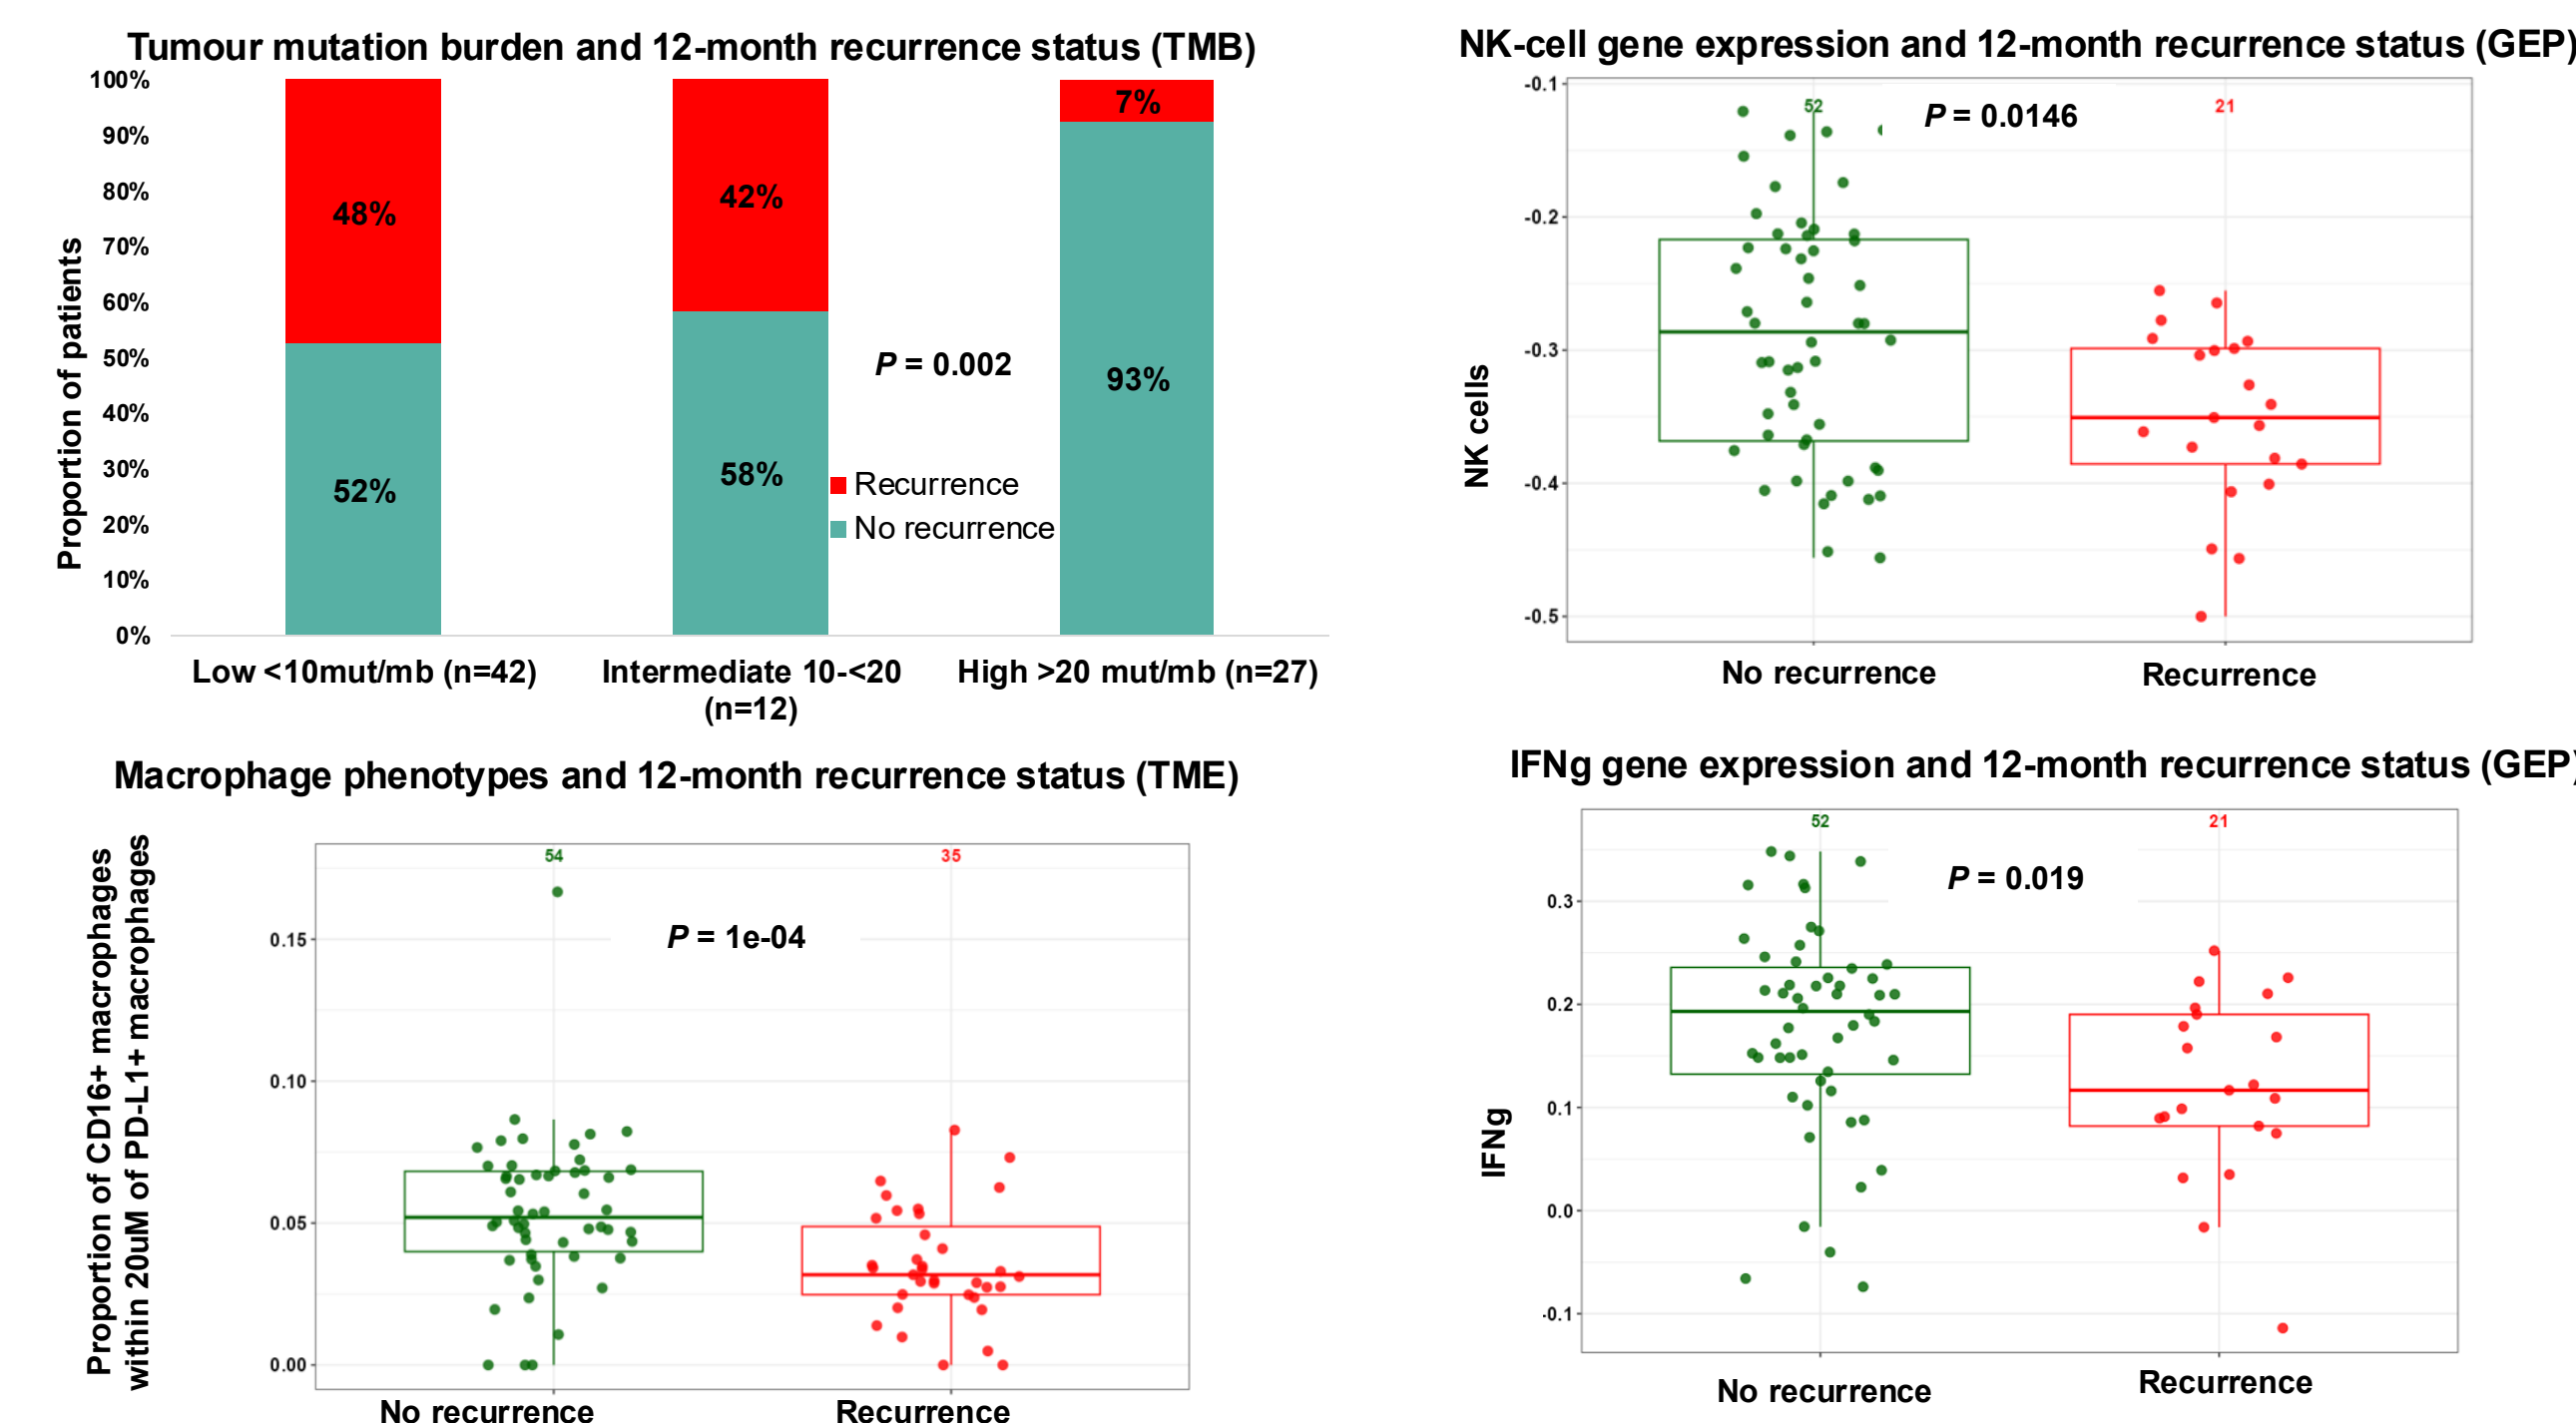 Tumour mutation burden and 12-month recurrence status (TMB)
100%
90%
80%
70%
60%
50%
40%
30%
20%
10%
0%
Proportion of patients
48%
52%
42%
58%
7%
93%
P = 0.002
Recurrence
No recurrence
Low <10mut/mb (n=42)
Intermediate 10-<20
(n=12)
High >20 mut/mb (n=27)
NK-cell gene expression and 12-month recurrence status (GEP)
-0.1
-0.2
-0.3
-0.4
-0.5
NK cells
52
P = 0.0146
21
No recurrence
Recurrence
Macrophage phenotypes and 12-month recurrence status (TME)
Proportion of CD16+ macrophages
within 20uM of PD-L1+ macrophages
0.15
0.10
0.05
0.00
54
35
P = 1e-04
No recurrence
Recurrence
IFNg gene expression and 12-month recurrence status (GEP)
IFNg
0.3
0.2
0.1
0.0
-0.1
52
21
P = 0.019
No recurrence
Recurrence